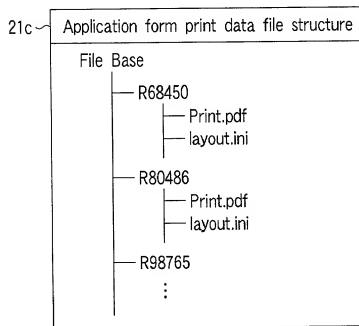 21c
Application form print data file structure
File Base
R68450
Print.pdf
layout.ini
R80486
Print.pdf
layout.ini
R98765
⋮